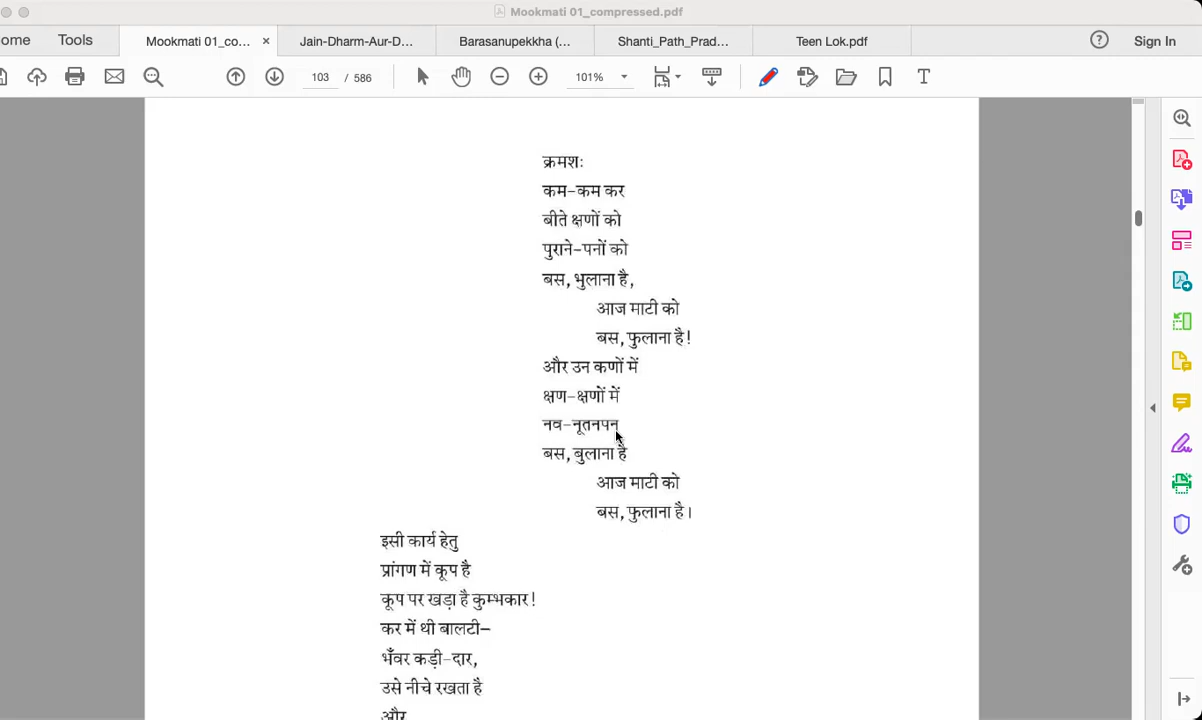 Mookmati 01_compressed.pdf
ome Tools Mookmati 01_co... × Jain-Dharm-Aur-D... Barasanupekkha (... Shanti_Path_Prad... Teen Lok.pdf Sign In
103 / 586 101%
क्रमशः
कम-कम कर
बीते क्षणों को
पुराने-पनों को
बस, भुलाना है,
आज माटी को
बस, फुलाना है!
और उन कणों में
क्षण-क्षणों में
नव-नूतनपन
बस, बुलाना है
आज माटी को
बस, फुलाना है।
इसी कार्य हेतु
प्रांगण में कूप है
कूप पर खड़ा है कुम्भकार!
कर में थी बालटी–
भँवर कड़ी-दार,
उसे नीचे रखता है
और